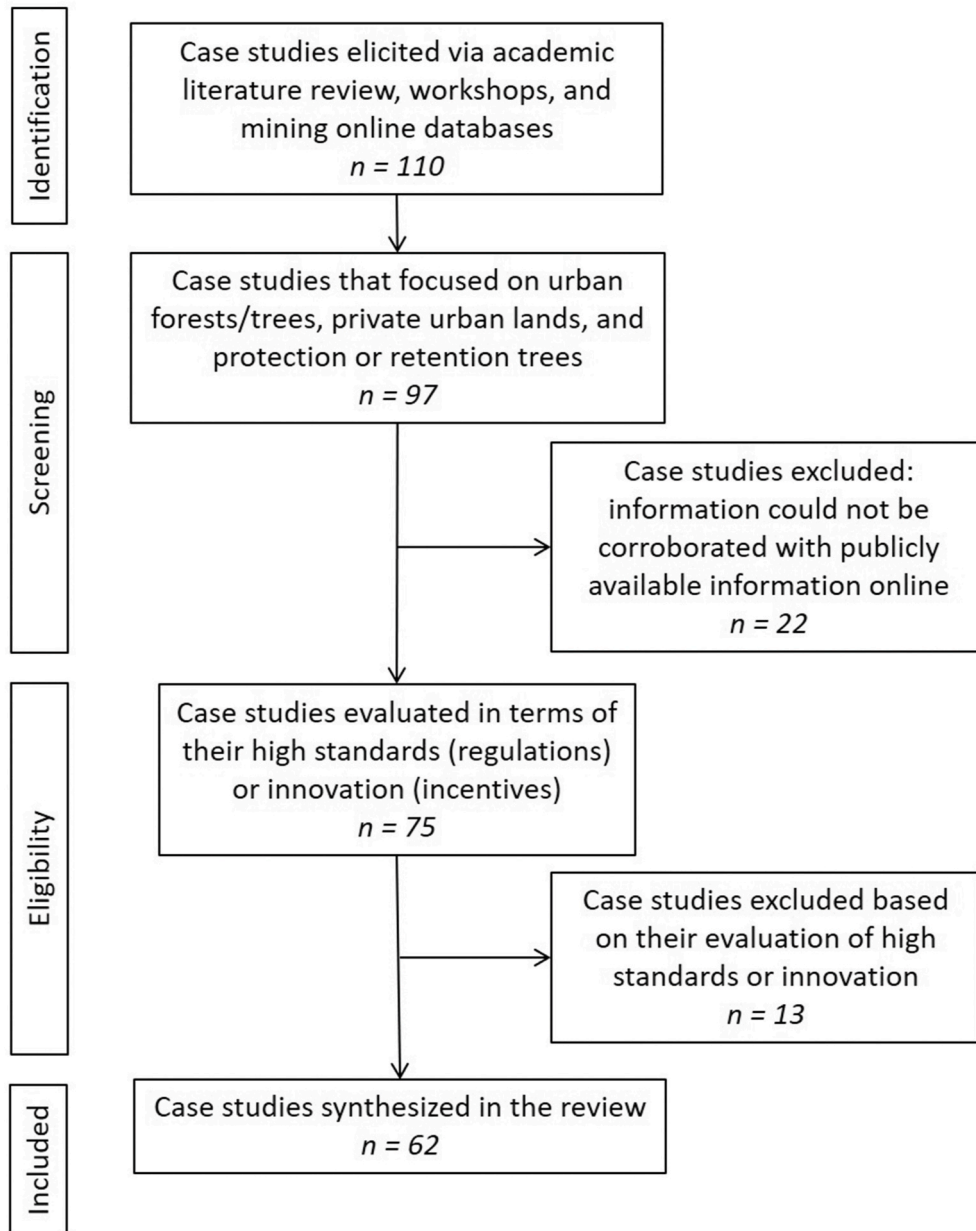 Identification
Case studies elicited via academic
literature review, workshops, and
mining online databases
n = 110
Screening
Case studies that focused on urban
forests/trees, private urban lands, and
protection or retention trees
n = 97
Case studies excluded:
information could not be
corroborated with publicly
available information online
n = 22
Eligibility
Case studies evaluated in terms of
their high standards (regulations)
or innovation (incentives)
n = 75
Case studies excluded based
on their evaluation of high
standards or innovation
n = 13
Included
Case studies synthesized in the review
n = 62